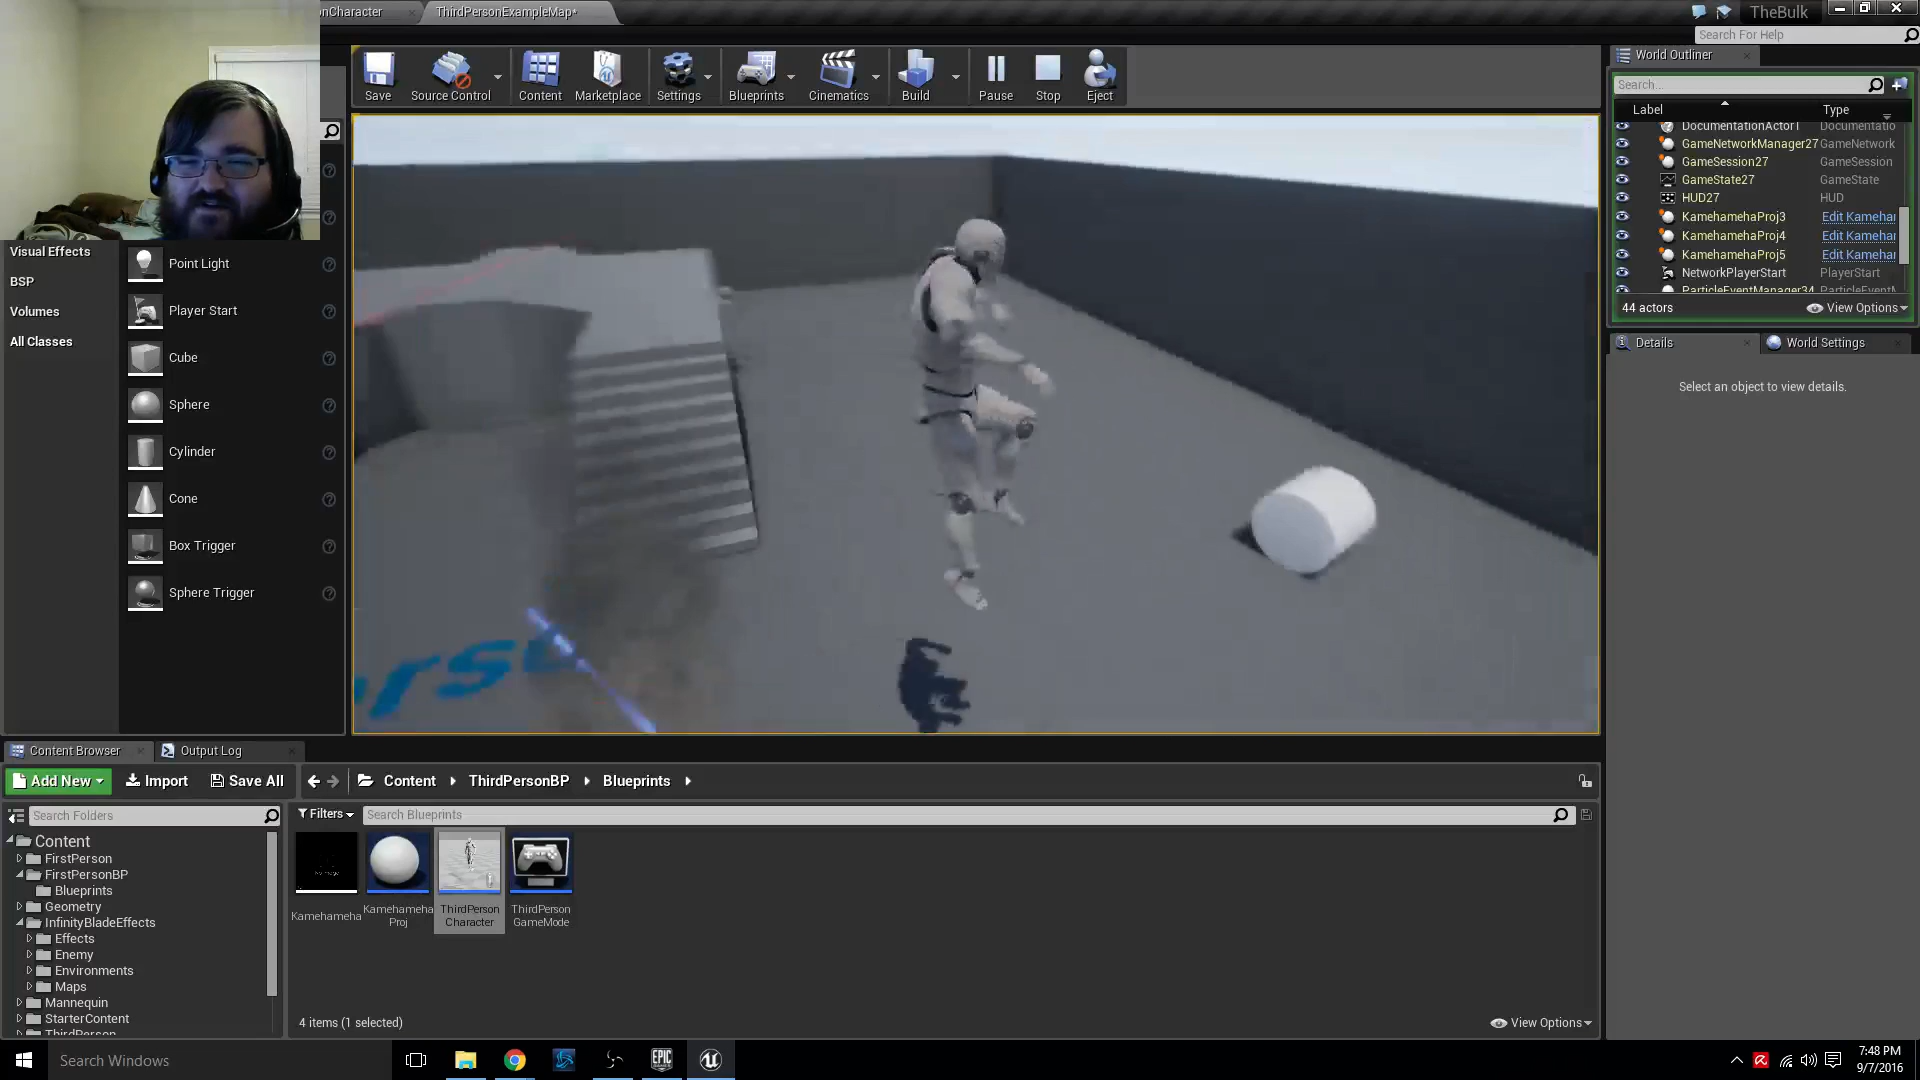 onCharacter
ThirdPersonExampleMap*
TheBulk
Search For Help
Save
Source Control
Content
Marketplace
Settings
Blueprints
Cinematics
Build
Pause
Stop
Eject
World Outliner
Search...
Label
Type
DocumentationActor1
Documentatio
GameNetworkManager27
GameNetwork
GameSession27
GameSession
GameState27
GameState
HUD27
HUD
KamehamehaProj3
Edit Kamehar
KamehamehaProj4
Edit Kamehar
KamehamehaProj5
Edit Kamehar
NetworkPlayerStart
PlayerStart
ParticleEventManager34
ParticleEventM
44 actors
View Options
Details
World Settings
Select an object to view details.
Visual Effects
BSP
Volumes
All Classes
Point Light
Player Start
Cube
Sphere
Cylinder
Cone
Box Trigger
Sphere Trigger
Content Browser
Output Log
Add New
Import
Save All
Content
ThirdPersonBP
Blueprints
Search Folders
Filters
Search Blueprints
Content
FirstPerson
FirstPersonBP
Blueprints
Geometry
InfinityBladeEffects
Effects
Enemy
Environments
Maps
Mannequin
StarterContent
ThirdPerson
Kamehameha
Kamehameha
Proj
ThirdPerson
Character
ThirdPerson
GameMode
4 items (1 selected)
View Options
Search Windows
EPIC
GAMES
7:48 PM
9/7/2016